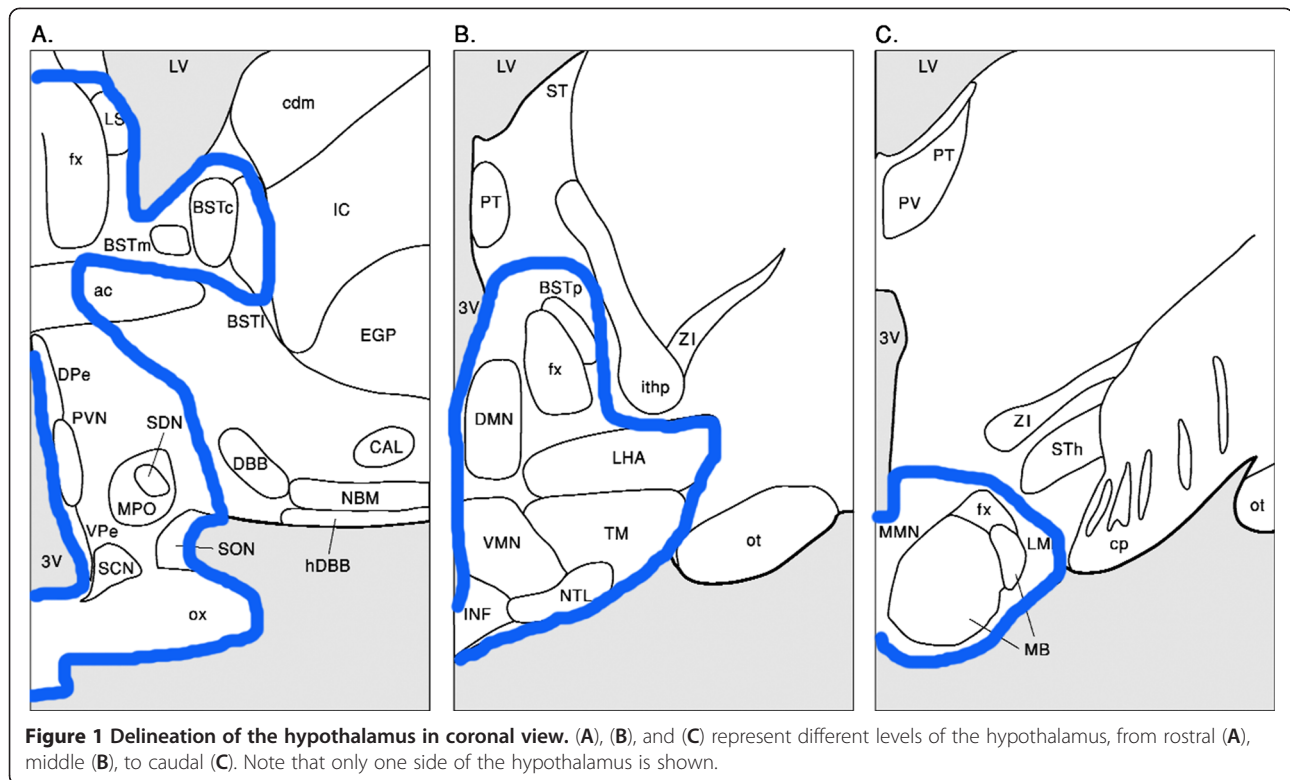 A.
LV
cdm
LS
fx
BSTc
IC
BSTm
ac
BSTl
EGP
DPe
PVN
SDN
CAL
DBB
MPO
NBM
VPe
3V
SCN
SON
hDBB
ox
B.
LV
ST
PT
3V
BSTp
ZI
fx
ithp
DMN
LHA
VMN
TM
ot
NTL
INF
C.
LV
PT
PV
3V
ZI
STh
fx
ot
MMN
LM
cp
MB
Figure 1 Delineation of the hypothalamus in coronal view. (A), (B), and (C) represent different levels of the hypothalamus, from rostral (A),
middle (B), to caudal (C). Note that only one side of the hypothalamus is shown.